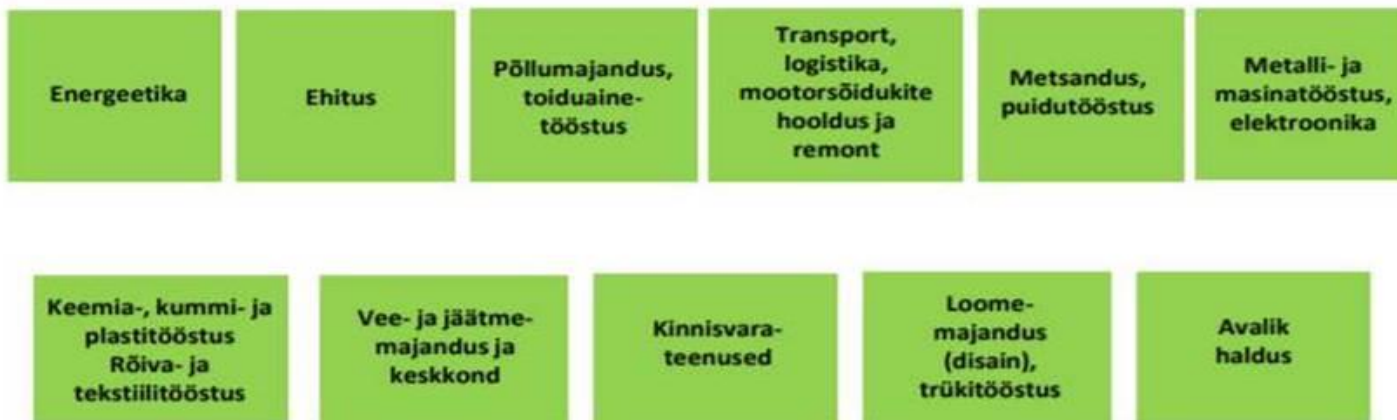 Energeetika
Ehitus
Põllumajandus,
toiduaine-
tööstus
Transport,
logistika,
mootorsõidukite
hooldus ja
remont
Metsandus,
puidutööstus
Metalli- ja
masinatööstus,
elektroonika
Keemia-, kummi- ja
plastitööstus
Rõiva- ja
tekstiilitööstus
Vee- ja jäätme-
majandus ja
keskkond
Kinnisvara-
teenused
Loome-
majandus
(disain),
trükitööstus
Avalik
haldus